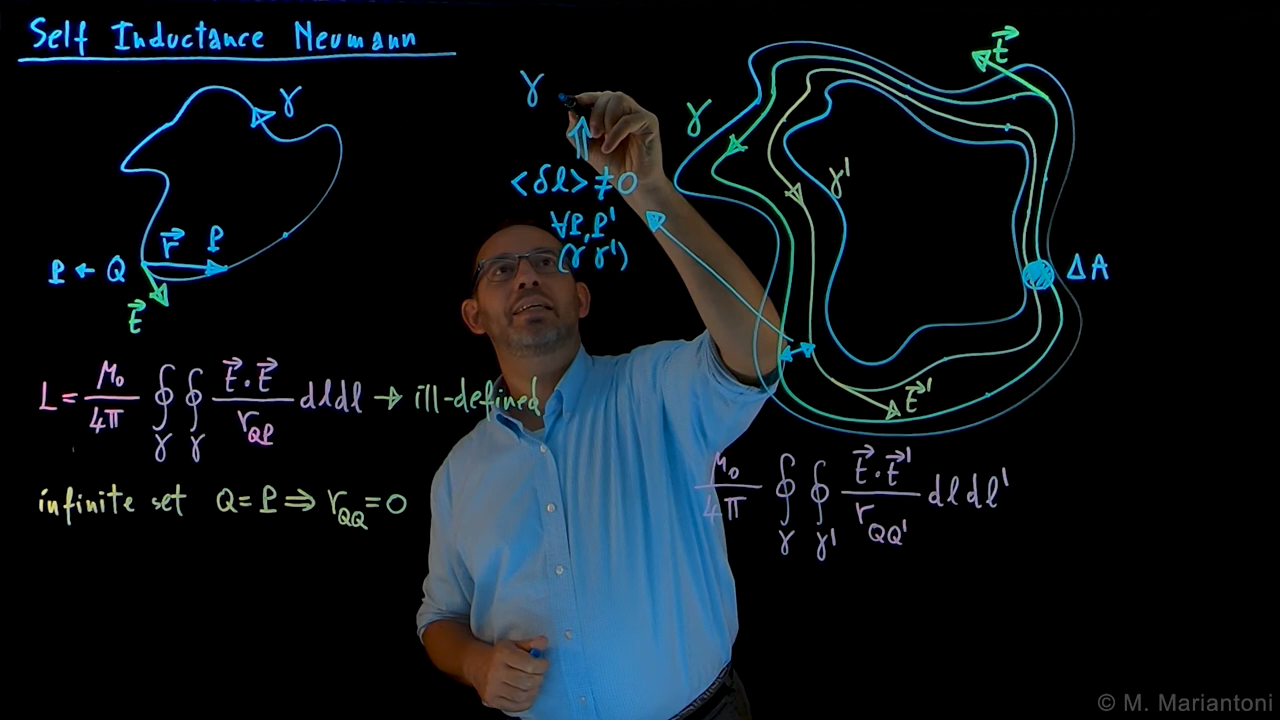 Self Inductance Neumann
γ
r⃗ P
P ← Q
t⃗
L = μ₀/4π ∮γ ∮γ t⃗·t⃗/r_QP dl dl → ill-defined
infinite set Q = P ⇒ r_QQ = 0
γ
⇑
<δl> ≠ 0
∀P,P'
(γ γ')
γ
t⃗
γ'
ΔA
t⃗'
μ₀/4π ∮γ ∮γ' t⃗·t⃗'/r_QQ' dl dl'
© M. Mariantoni